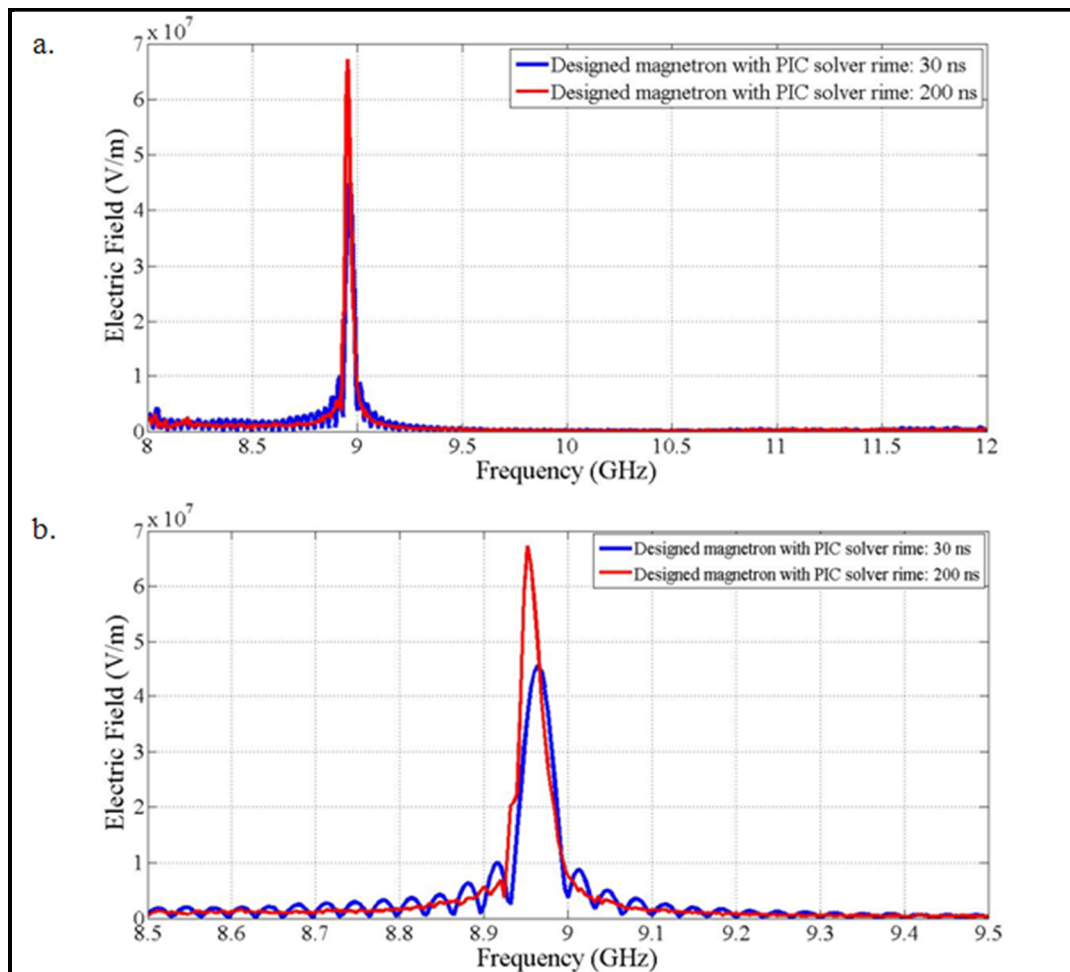 a.
7 x 10^7
Designed magnetron with PIC solver rime: 30 ns
Designed magnetron with PIC solver rime: 200 ns
6
5
4
3
2
1
0
Electric Field (V/m)
8 8.5 9 9.5 10 10.5 11 11.5 12
Frequency (GHz)
b.
7 x 10^7
Designed magnetron with PIC solver rime: 30 ns
Designed magnetron with PIC solver rime: 200 ns
6
5
4
3
2
1
0
Electric Field (V/m)
8.5 8.6 8.7 8.8 8.9 9 9.1 9.2 9.3 9.4 9.5
Frequency (GHz)